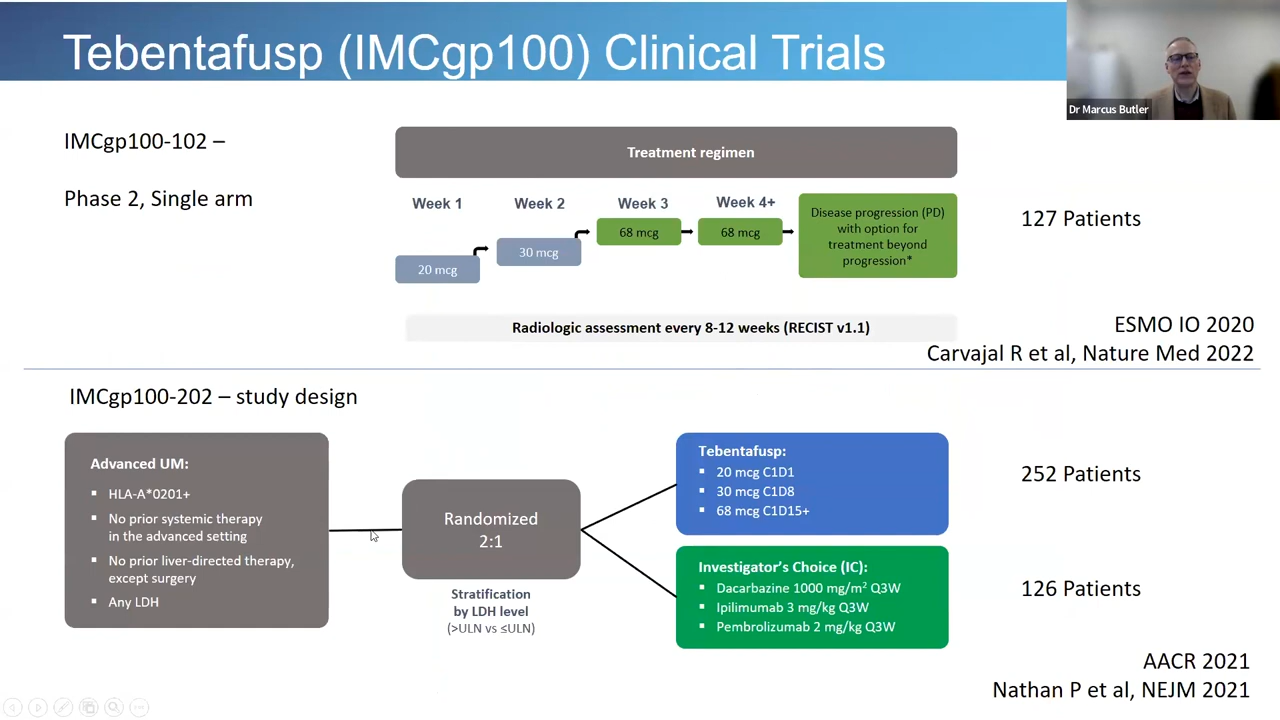 Tebentafusp (IMCgp100) Clinical Trials
Dr Marcus Butler
IMCgp100-102 –
Phase 2, Single arm
Treatment regimen
Week 1
Week 2
Week 3
Week 4+
20 mcg
30 mcg
68 mcg
68 mcg
Disease progression (PD)
with option for
treatment beyond
progression*
127 Patients
Radiologic assessment every 8-12 weeks (RECIST v1.1)
ESMO IO 2020
Carvajal R et al, Nature Med 2022
IMCgp100-202 – study design
Advanced UM:
▪ HLA-A*0201+
▪ No prior systemic therapy
in the advanced setting
▪ No prior liver-directed therapy,
except surgery
▪ Any LDH
Randomized
2:1
Stratification
by LDH level
(>ULN vs ≤ULN)
Tebentafusp:
▪ 20 mcg C1D1
▪ 30 mcg C1D8
▪ 68 mcg C1D15+
252 Patients
Investigator's Choice (IC):
▪ Dacarbazine 1000 mg/m² Q3W
▪ Ipilimumab 3 mg/kg Q3W
▪ Pembrolizumab 2 mg/kg Q3W
126 Patients
AACR 2021
Nathan P et al, NEJM 2021